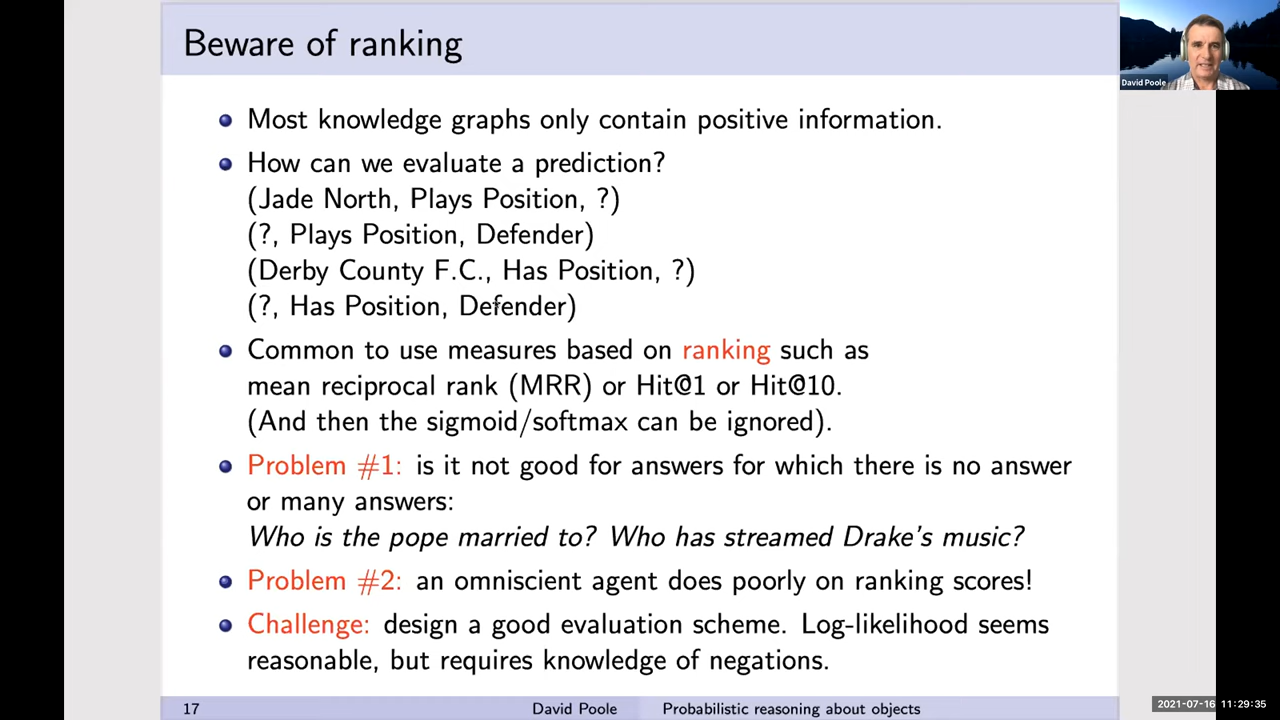 Beware of ranking
David Poole
Most knowledge graphs only contain positive information.
How can we evaluate a prediction?
(Jade North, Plays Position, ?)
(?, Plays Position, Defender)
(Derby County F.C., Has Position, ?)
(?, Has Position, Defender)
Common to use measures based on ranking such as
mean reciprocal rank (MRR) or Hit@1 or Hit@10.
(And then the sigmoid/softmax can be ignored).
Problem #1: is it not good for answers for which there is no answer
or many answers:
Who is the pope married to? Who has streamed Drake's music?
Problem #2: an omniscient agent does poorly on ranking scores!
Challenge: design a good evaluation scheme. Log-likelihood seems
reasonable, but requires knowledge of negations.
17 David Poole Probabilistic reasoning about objects
2021-07-16 11:29:35